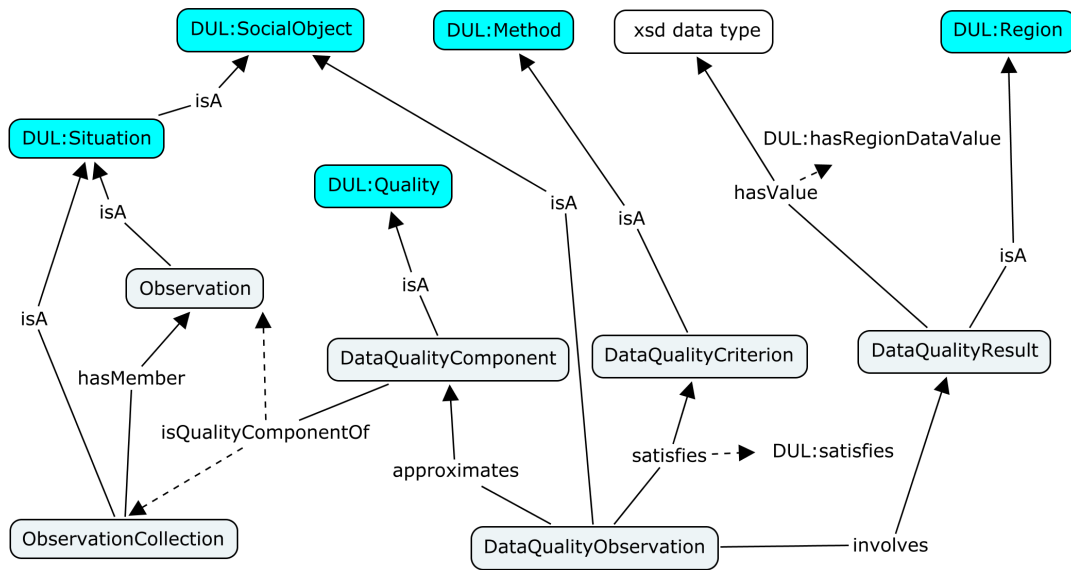 DUL:SocialObject
DUL:Method
xsd data type
DUL:Region
isA
DUL:Situation
DUL:hasRegionDataValue
DUL:Quality
hasValue
isA
isA
isA
isA
Observation
isA
isA
DataQualityComponent
DataQualityCriterion
DataQualityResult
hasMember
isQualityComponentOf
satisfies
DUL:satisfies
approximates
ObservationCollection
DataQualityObservation
involves